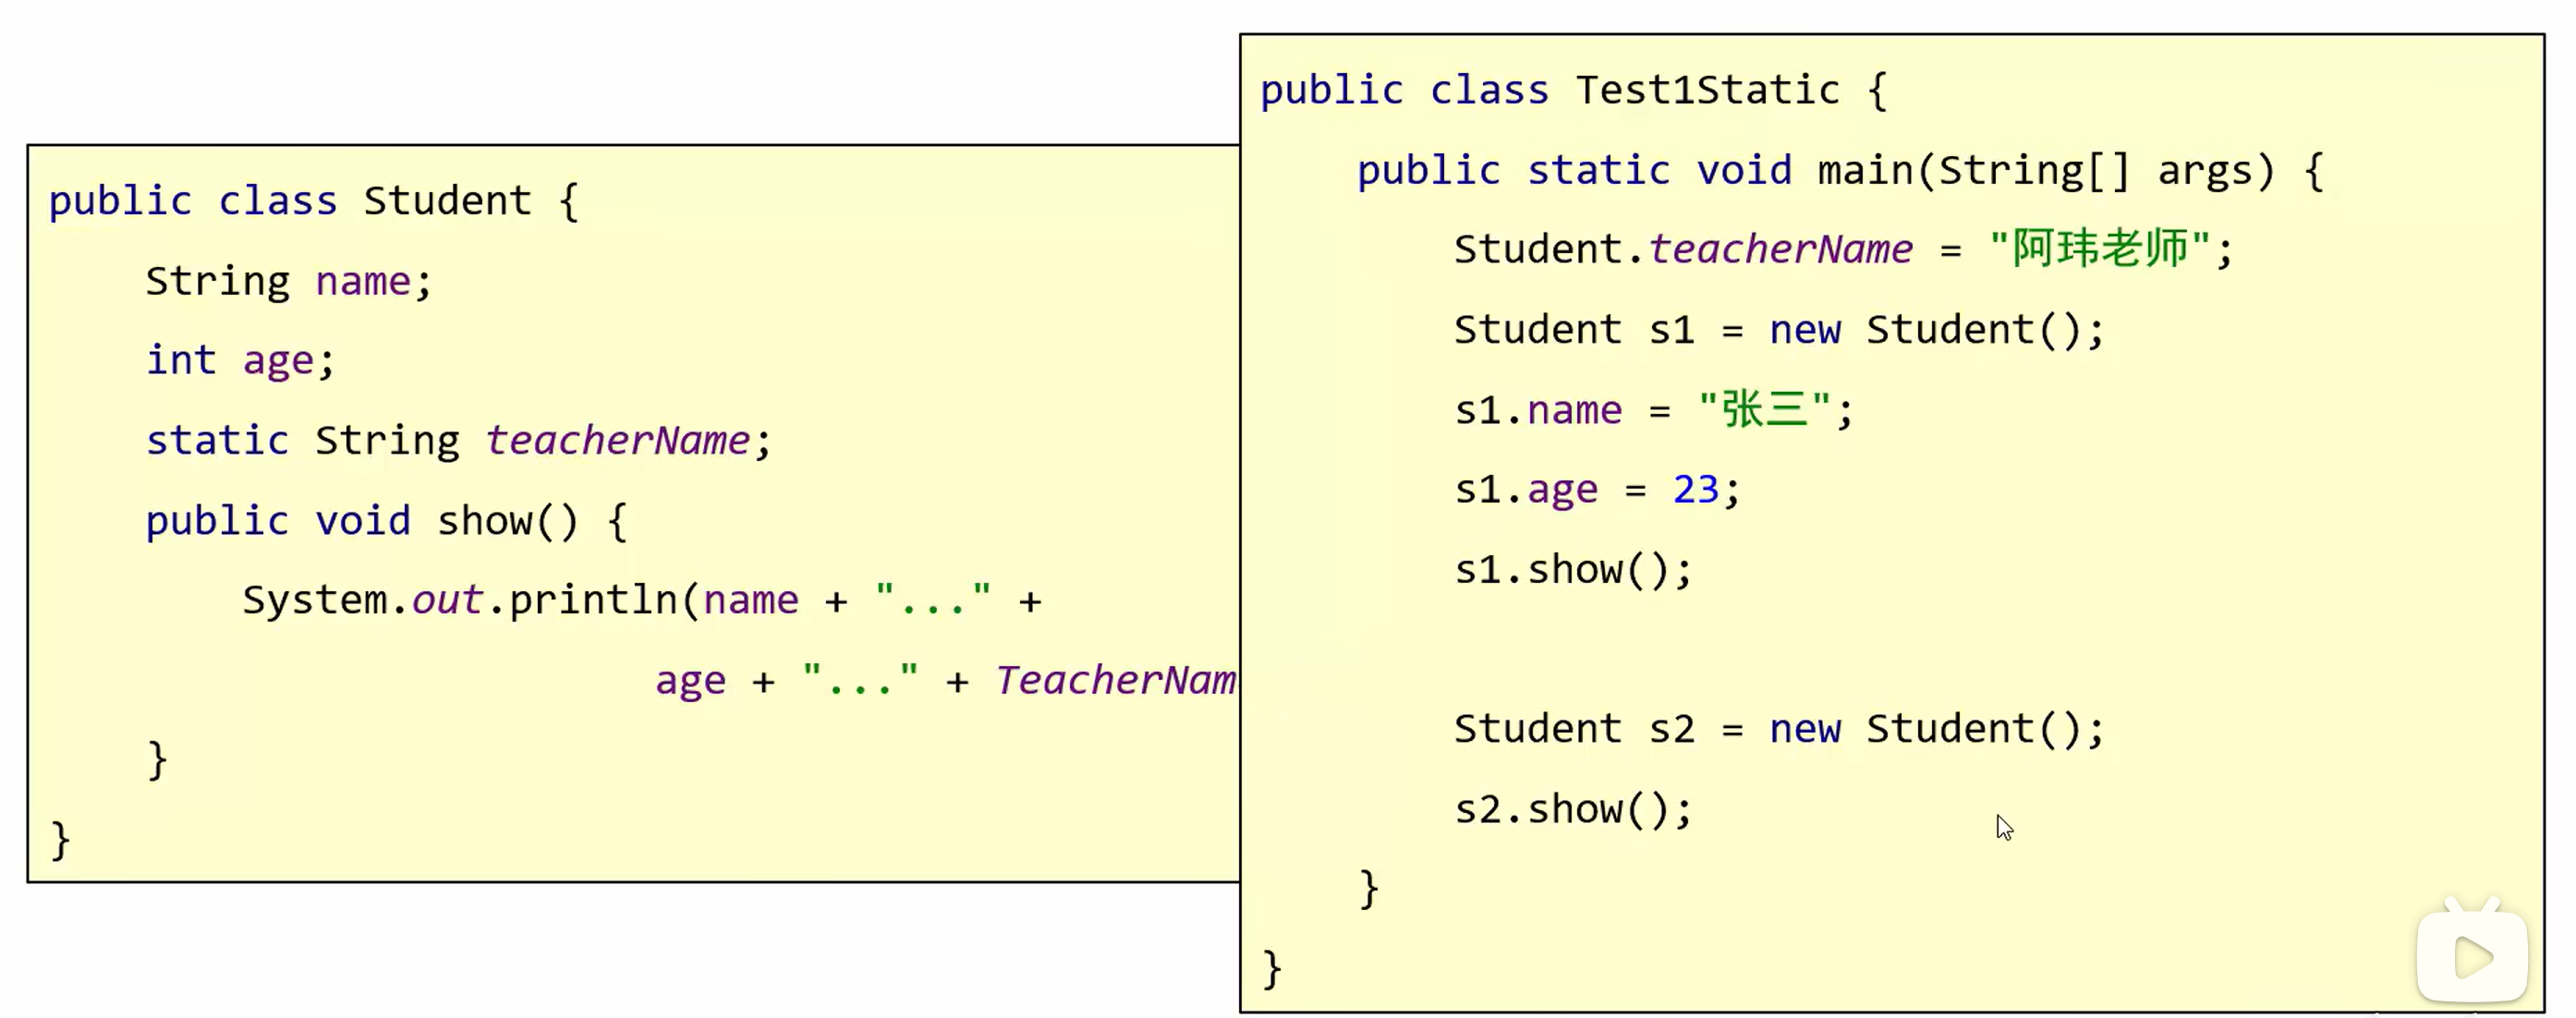 public class Student {
String name;
int age;
static String teacherName;
public void show() {
System.out.println(name + "..." +
age + "..." + TeacherNam
}
}
public class Test1Static {
public static void main(String[] args) {
Student.teacherName = "阿玮老师";
Student s1 = new Student();
s1.name = "张三";
s1.age = 23;
s1.show();
Student s2 = new Student();
s2.show();
}
}